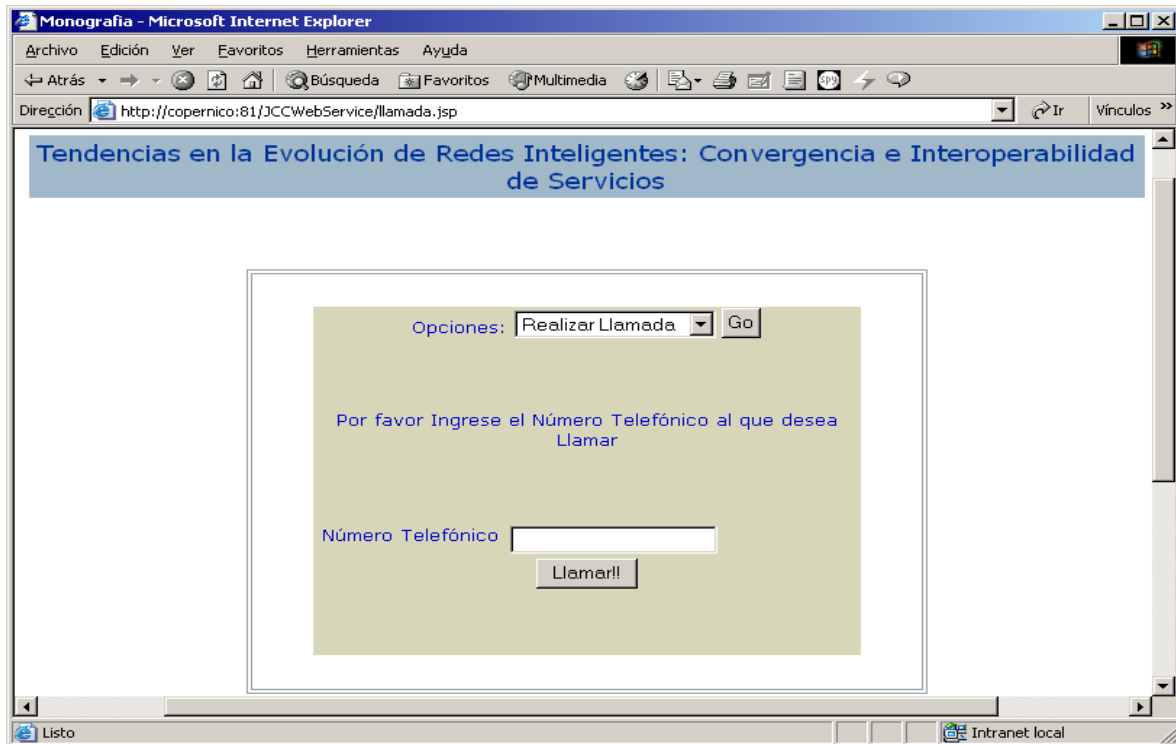 Monografia - Microsoft Internet Explorer
Archivo Edición Ver Favoritos Herramientas Ayuda
Atrás Búsqueda Favoritos Multimedia
Dirección http://copernico:81/JCCWebService/llamada.jsp Ir Vínculos »
Tendencias en la Evolución de Redes Inteligentes: Convergencia e Interoperabilidad
de Servicios
Opciones: Realizar Llamada Go
Por favor Ingrese el Número Telefónico al que desea
Llamar
Número Telefónico
Llamar!!
Listo Intranet local